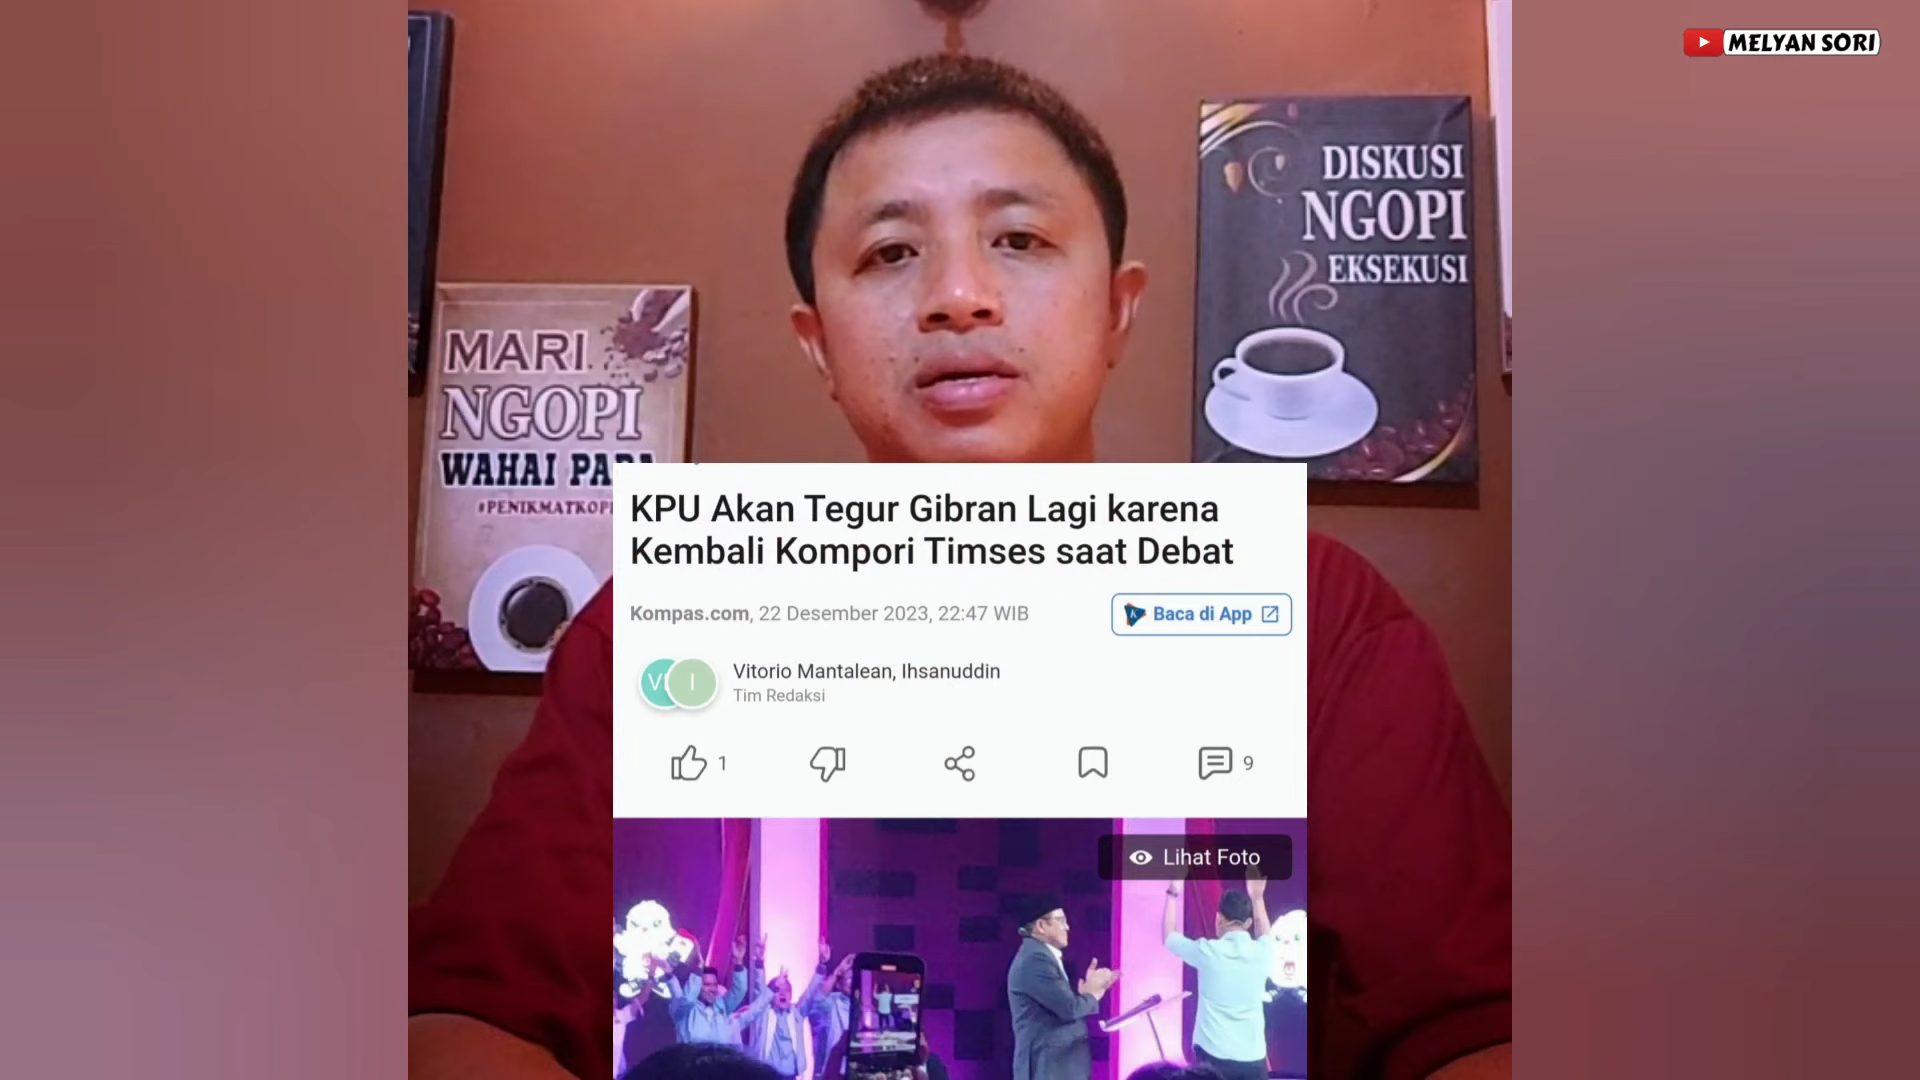 MELYAN SORI
DISKUSI
NGOPI
EKSEKUSI
MARI
NGOPI
WAHAI
KPU Akan Tegur Gibran Lagi karena
Kembali Kompori Timses saat Debat
Kompas.com, 22 Desember 2023, 22:47 WIB
Baca di App
V I
Vitorio Mantalean, Ihsanuddin
Tim Redaksi
1
9
Lihat Foto